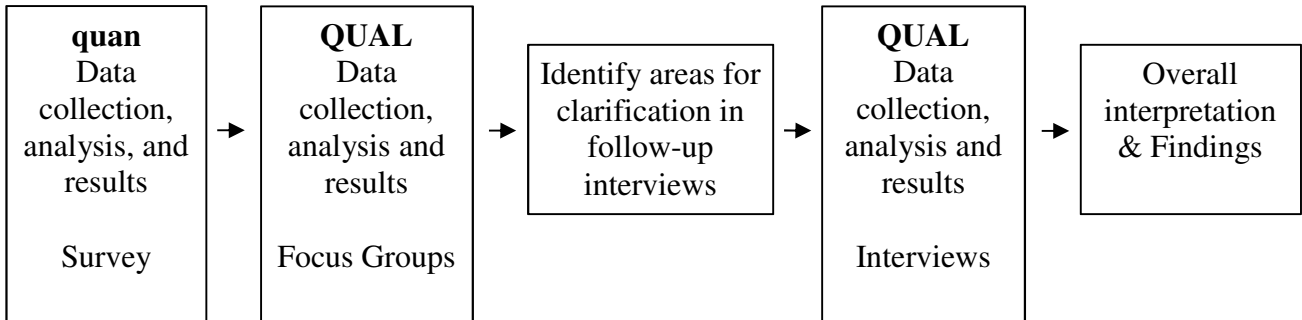 quan
Data
collection,
analysis, and
results
Survey
QUAL
Data
collection,
analysis and
results
Focus Groups
Identify areas for
clarification in
follow-up
interviews
QUAL
Data
collection,
analysis and
results
Interviews
Overall
interpretation
& Findings